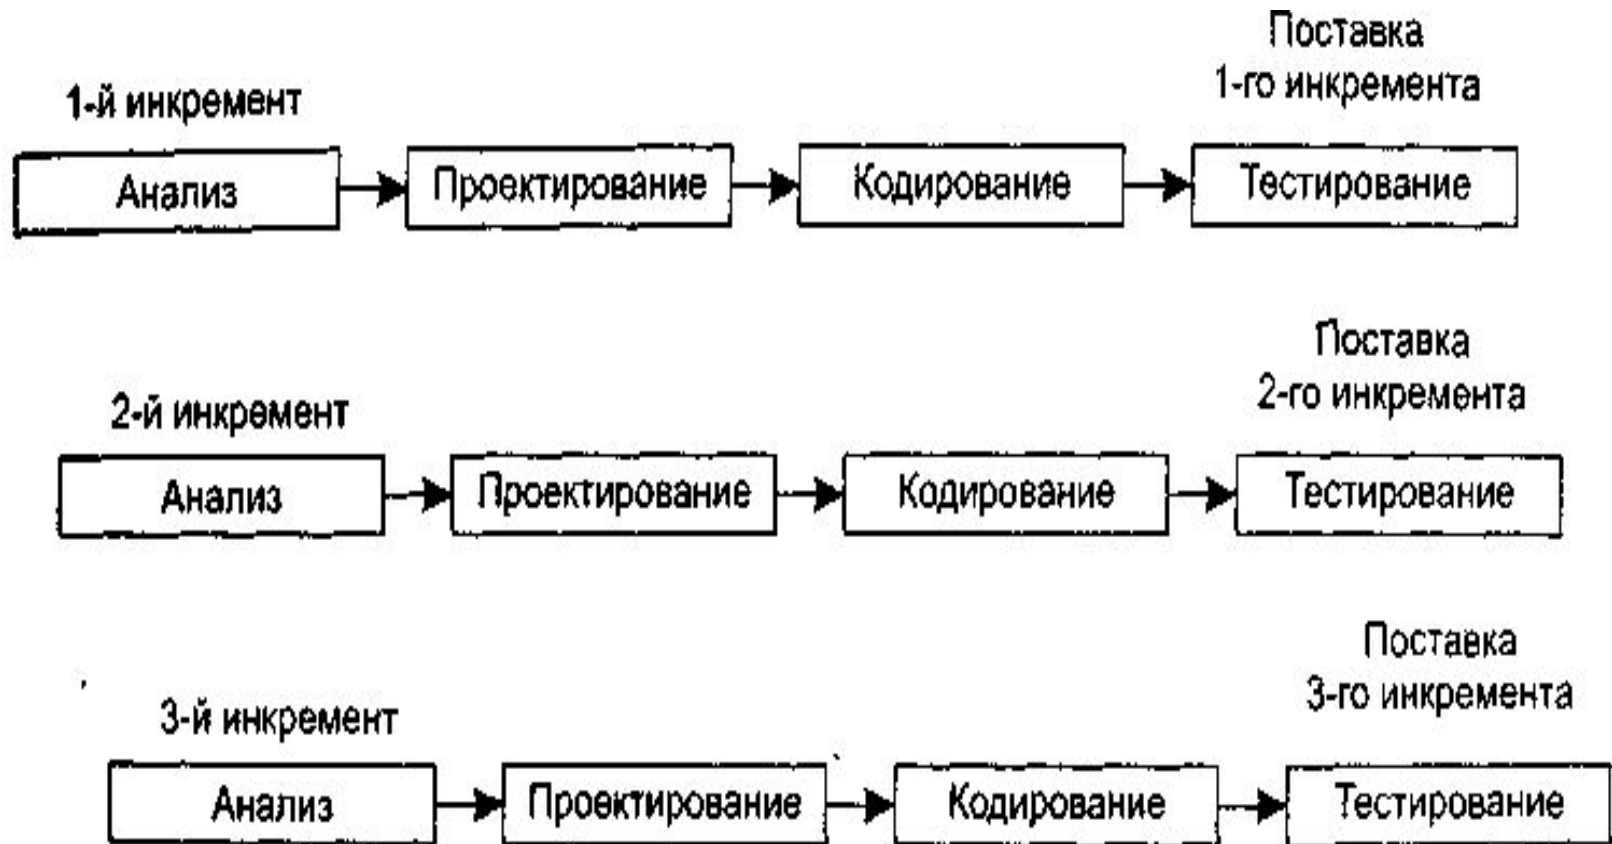 Поставка
1-го инкремента
1-й инкремент
Анализ
Проектирование
Кодирование
Тестирование
Поставка
2-го инкремента
2-й инкремент
Анализ
Проектирование
Кодирование
Тестирование
Поставка
3-го инкремента
3-й инкремент
Анализ
Проектирование
Кодирование
Тестирование